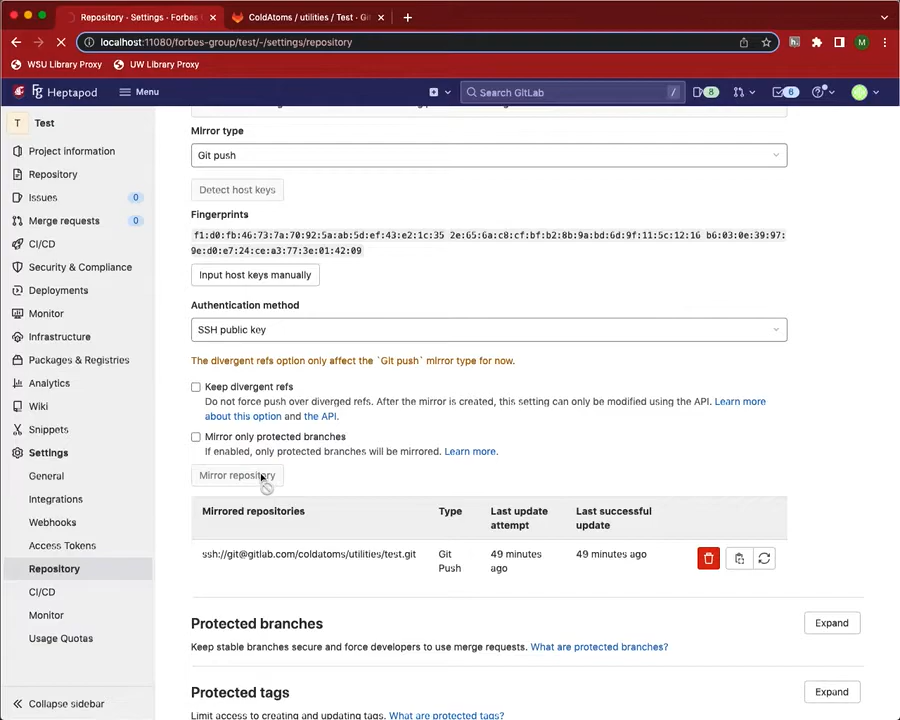 Repository · Settings · Forbes
ColdAtoms / utilities / Test · Gi
localhost:11080/forbes-group/test/-/settings/repository
M
WSU Library Proxy
UW Library Proxy
Heptapod
Menu
Search GitLab
/
8
6
T Test
Project information
Repository
Issues 0
Merge requests 0
CI/CD
Security & Compliance
Deployments
Monitor
Infrastructure
Packages & Registries
Analytics
Wiki
Snippets
Settings
General
Integrations
Webhooks
Access Tokens
Repository
CI/CD
Monitor
Usage Quotas
Collapse sidebar
Mirror type
Git push
Detect host keys
Fingerprints
f1:d0:fb:46:73:7a:70:92:5a:ab:5d:ef:43:e2:1c:35 2e:65:6a:c8:cf:bf:b2:8b:9a:bd:6d:9f:11:5c:12:16 b6:03:0e:39:97:
9e:d0:e7:24:ce:a3:77:3e:01:42:09
Input host keys manually
Authentication method
SSH public key
The divergent refs option only affect the `Git push` mirror type for now.
Keep divergent refs
Do not force push over diverged refs. After the mirror is created, this setting can only be modified using the API. Learn more
about this option and the API.
Mirror only protected branches
If enabled, only protected branches will be mirrored. Learn more.
Mirror repository
Mirrored repositories
Type
Last update
attempt
Last successful
update
ssh://git@gitlab.com/coldatoms/utilities/test.git
Git
Push
49 minutes
ago
49 minutes ago
Protected branches
Expand
Keep stable branches secure and force developers to use merge requests. What are protected branches?
Protected tags
Expand
Limit access to creating and updating tags. What are protected tags?